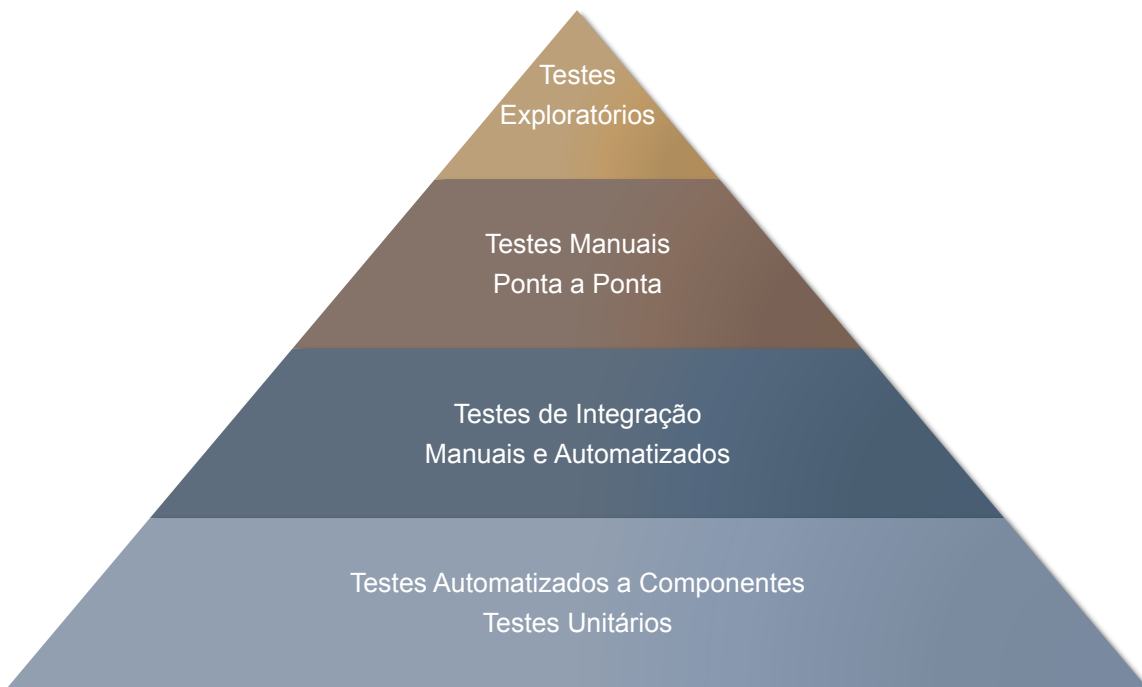 Testes
Exploratórios
Testes Manuais
Ponta a Ponta
Testes de Integração
Manuais e Automatizados
Testes Automatizados a Componentes
Testes Unitários